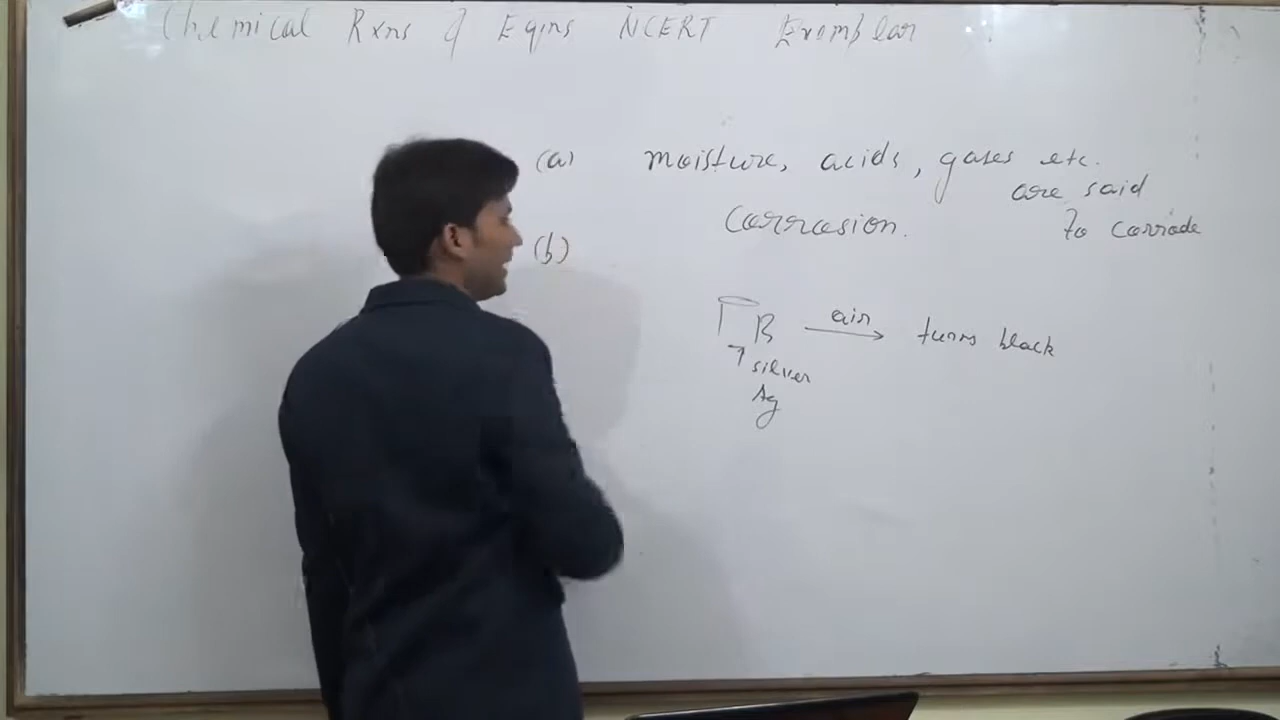 Chemical Rxns & Eqns NCERT Exemplar
(a) moisture, acids, gases etc.
are said
corrosion. to corrode
(b)
B air turns black
silver
Ag